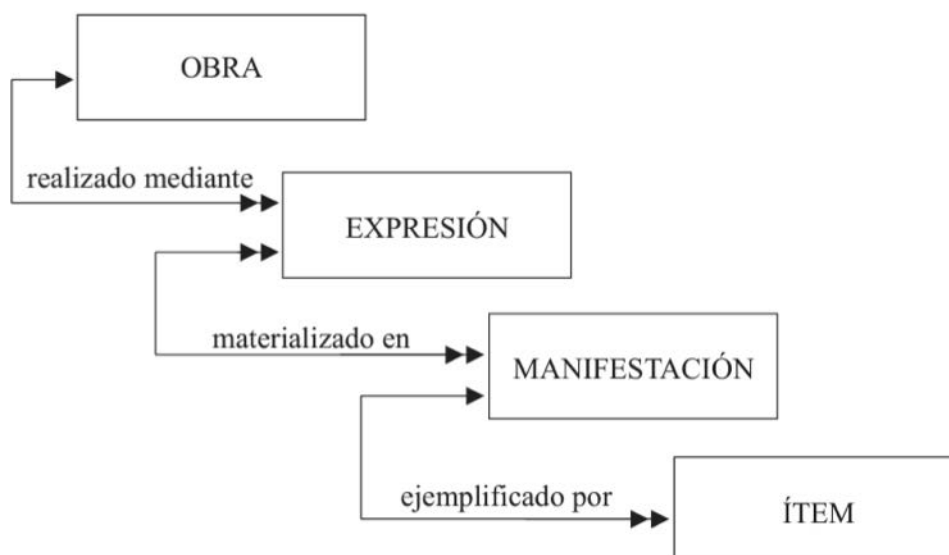 OBRA
realizado mediante
EXPRESIÓN
materializado en
MANIFESTACIÓN
ejemplificado por
ÍTEM